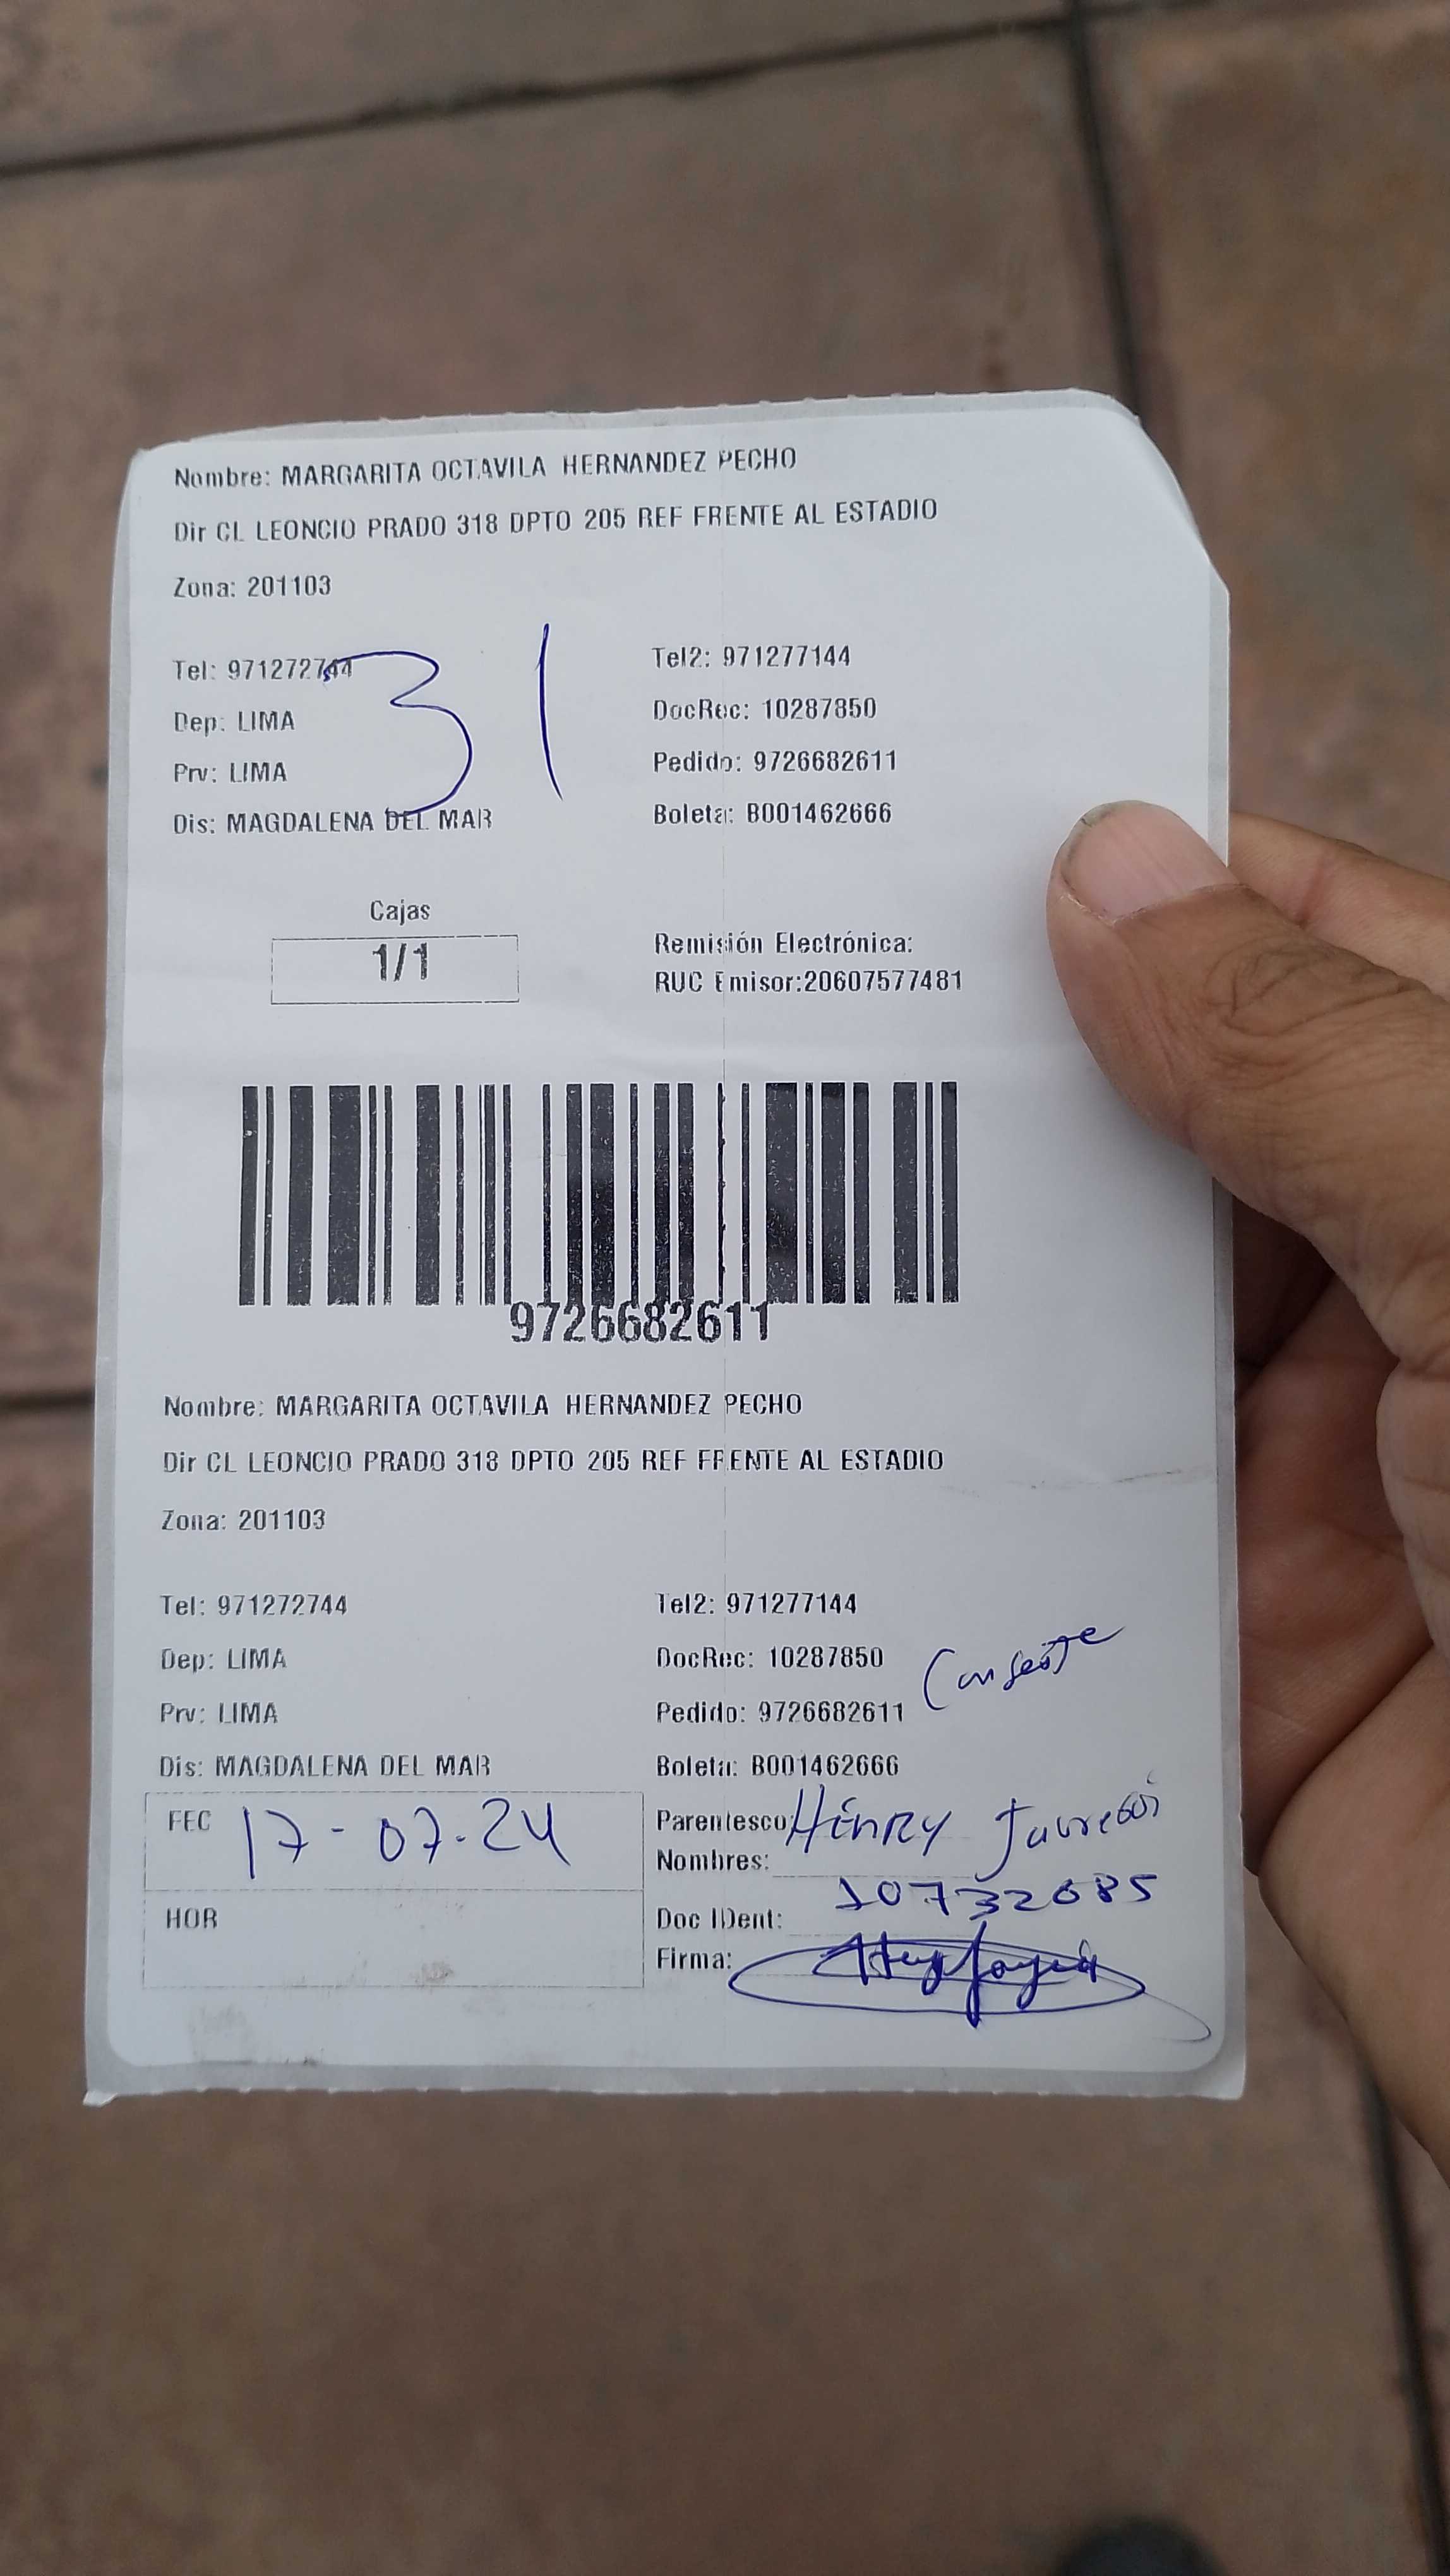 Nombre: MARGARITA OCTAVILA HERNANDEZ PECHO
Dir CL LEONCIO PRADO 318 DPTO 205 REF FRENTE AL ESTADIO
Zona: 201103
Tel: 971272744
Tel2: 971277144
31
Dep: LIMA
DocRec: 10287850
Prv: LIMA
Pedido: 9726682611
Dis: MAGDALENA DEL MAR
Boleta: B001462666
Cajas
1/1
Remisión Electrónica:
RUC Emisor:20607577481
9726682611
Nombre: MARGARITA OCTAVILA HERNANDEZ PECHO
Dir CL LEONCIO PRADO 318 DPTO 205 REF FRENTE AL ESTADIO
Zona: 201103
Tel: 971272744
Tel2: 971277144
Dep: LIMA
DocRec: 10287850
Prv: LIMA
Pedido: 9726682611
Dis: MAGDALENA DEL MAR
Boleta: B001462666
FEC 17-07-24
Parentesco: HENRY
Nombres:
HOR
Doc IDent: 10732685
Firma: